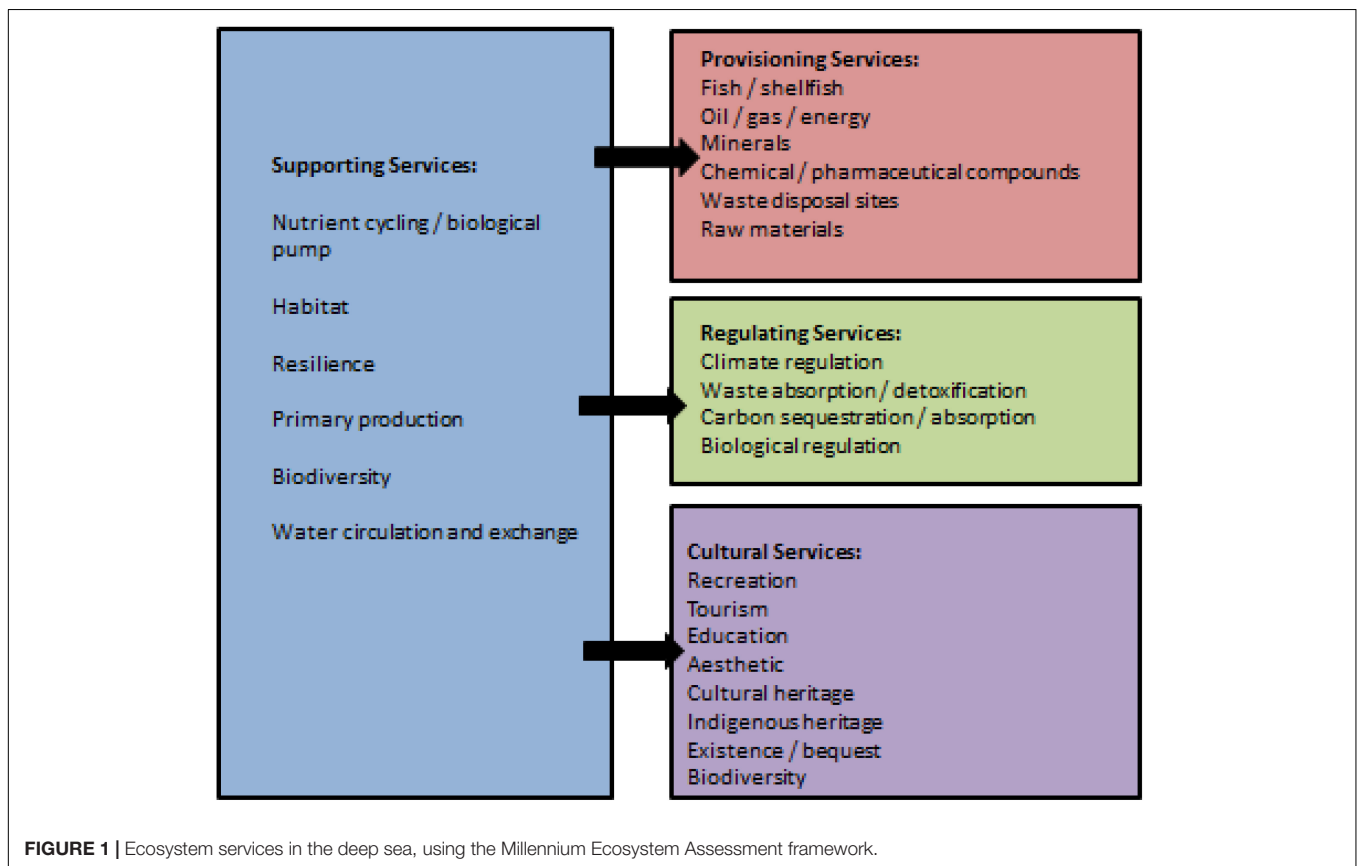 Supporting Services:
Nutrient cycling / biological
pump
Habitat
Resilience
Primary production
Biodiversity
Water circulation and exchange
Provisioning Services:
Fish / shellfish
Oil / gas / energy
Minerals
Chemical / pharmaceutical compounds
Waste disposal sites
Raw materials
Regulating Services:
Climate regulation
Waste absorption / detoxification
Carbon sequestration / absorption
Biological regulation
Cultural Services:
Recreation
Tourism
Education
Aesthetic
Cultural heritage
Indigenous heritage
Existence / bequest
Biodiversity
FIGURE 1 | Ecosystem services in the deep sea, using the Millennium Ecosystem Assessment framework.